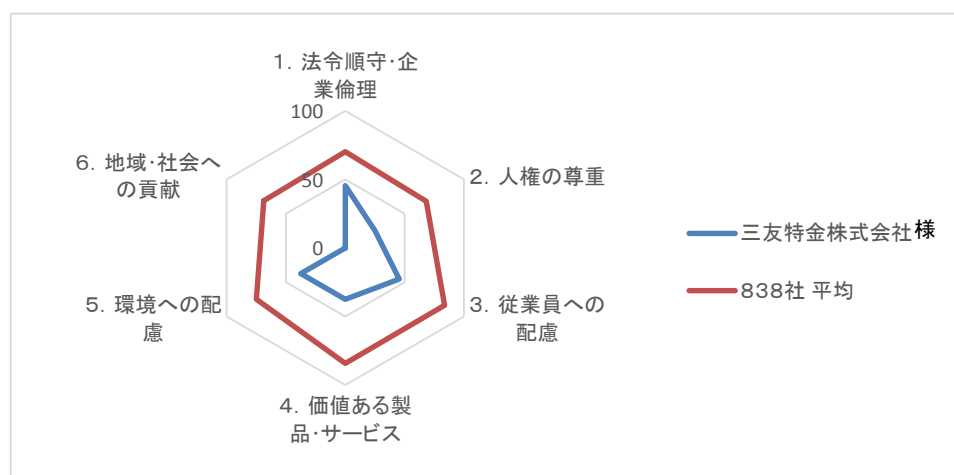 1. 法令順守・企
業倫理
100
6. 地域・社会へ
の貢献
50
2. 人権の尊重
0
三友特金株式会社様
838社 平均
5. 環境への配
慮
3. 従業員への
配慮
4. 価値ある製
品・サービス